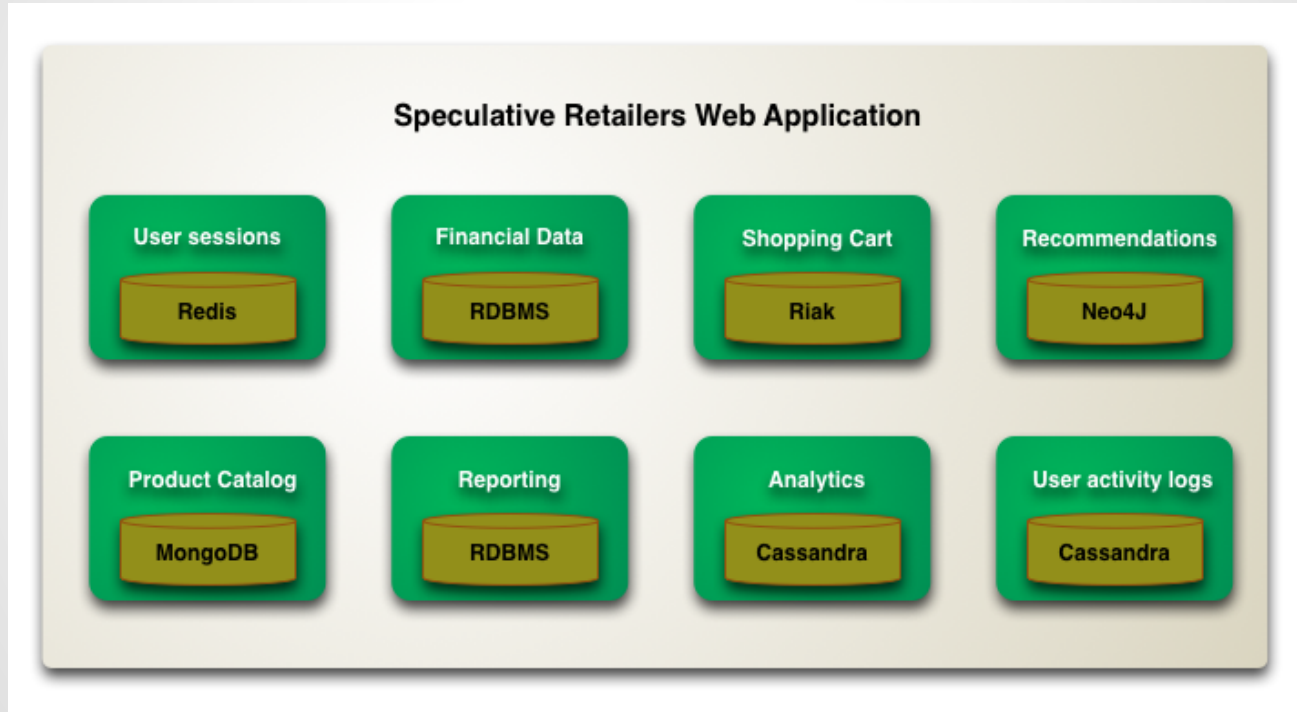 Speculative Retailers Web Application
User sessions
Redis
Financial Data
RDBMS
Shopping Cart
Riak
Recommendations
Neo4J
Product Catalog
MongoDB
Reporting
RDBMS
Analytics
Cassandra
User activity logs
Cassandra